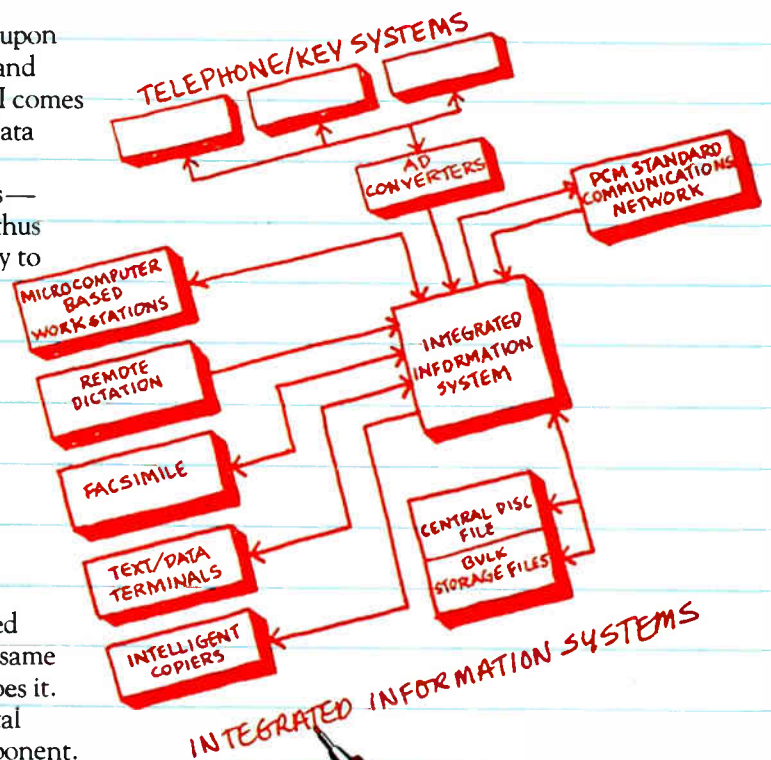 upon
and
I comes
ata
s—
thus
y to
ed
same
bes it.
tal
ponent.
TELEPHONE/KEY SYSTEMS
AD
CONVERTERS
PCM STANDARD
COMMUNICATIONS
NETWORK
MICROCOMPUTER
BASED
WORKSTATIONS
REMOTE
DICTATION
FACSIMILE
TEXT/DATA
TERMINALS
INTELLIGENT
COPIERS
INTEGRATED
INFORMATION
SYSTEM
CENTRAL DISC
FILE
BULK
STORAGE FILES
INTEGRATED INFORMATION SYSTEMS